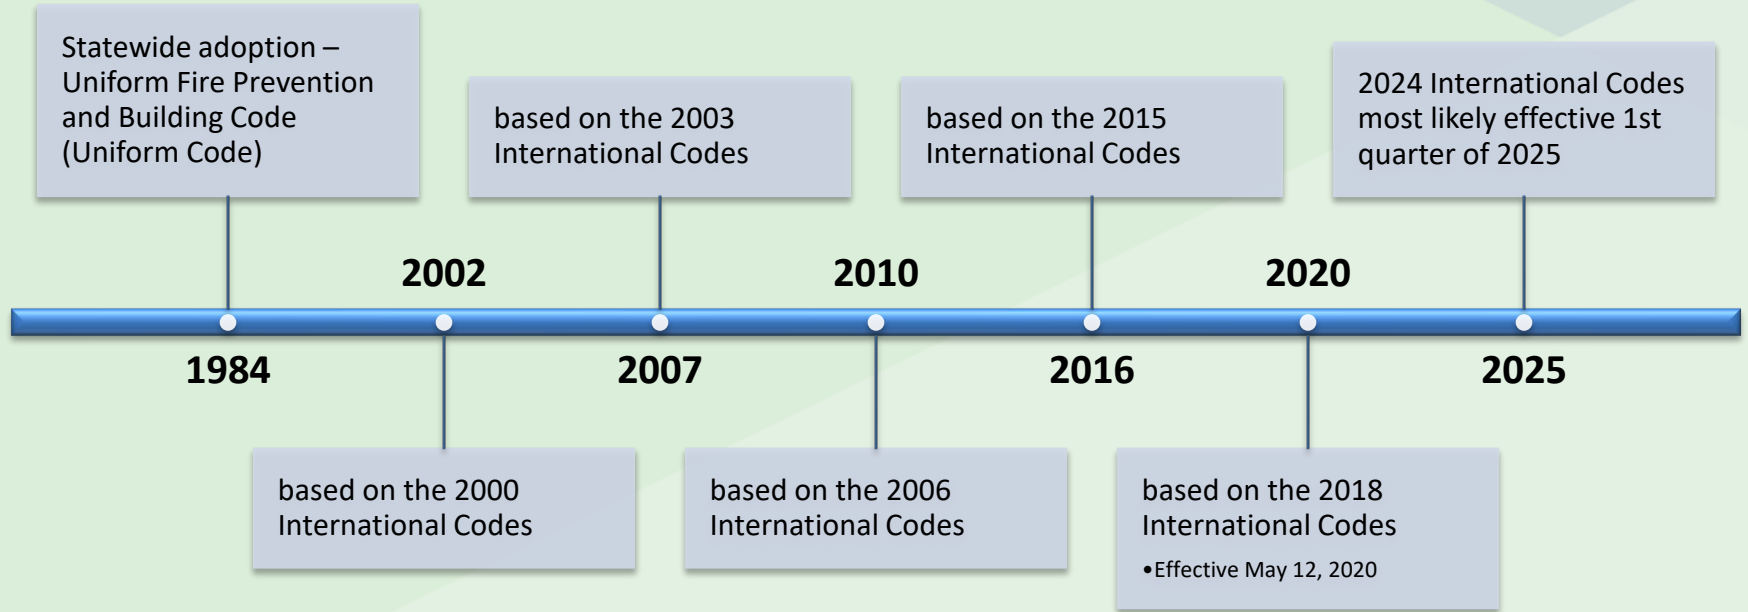 Statewide adoption –
Uniform Fire Prevention
and Building Code
(Uniform Code)
based on the 2003
International Codes
based on the 2015
International Codes
2024 International Codes
most likely effective 1st
quarter of 2025
2002
2010
2020
1984
2007
2016
2025
based on the 2000
International Codes
based on the 2006
International Codes
based on the 2018
International Codes
•Effective May 12, 2020